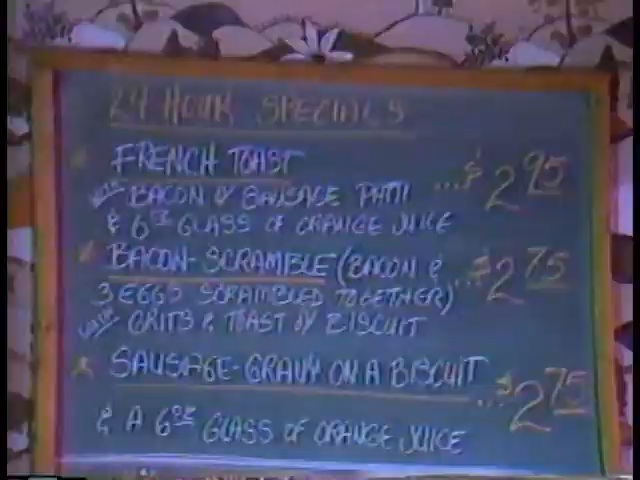 24 HOUR SPECIALS
FRENCH TOAST
WITH BACON OR SAUSAGE PATTI ...$2.95
& 6OZ GLASS OF ORANGE JUICE
BACON-SCRAMBLE (BACON & ...$2.75
3 EGGS SCRAMBLED TOGETHER)
WITH GRITS & TOAST OR BISCUIT
SAUSAGE-GRAVY ON A BISCUIT ...$2.75
& A 6OZ GLASS OF ORANGE JUICE